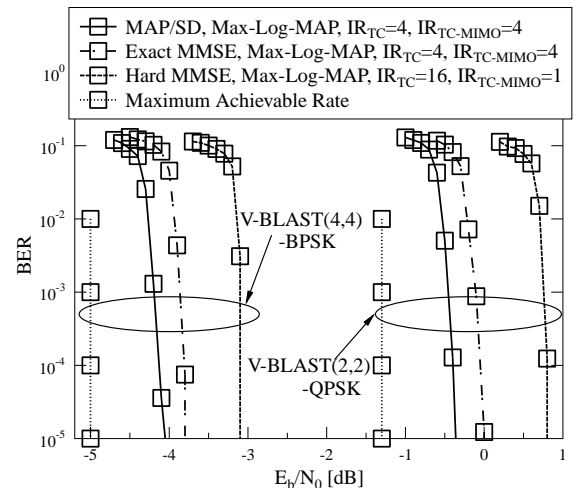 MAP/SD, Max-Log-MAP, IR_TC=4, IR_TC-MIMO=4
Exact MMSE, Max-Log-MAP, IR_TC=4, IR_TC-MIMO=4
Hard MMSE, Max-Log-MAP, IR_TC=16, IR_TC-MIMO=1
Maximum Achievable Rate
10^0
10^-1
10^-2
10^-3
10^-4
10^-5
BER
V-BLAST(4,4)
-BPSK
V-BLAST(2,2)
-QPSK
-5 -4 -3 -2 -1 0 1
E_b/N_0 [dB]